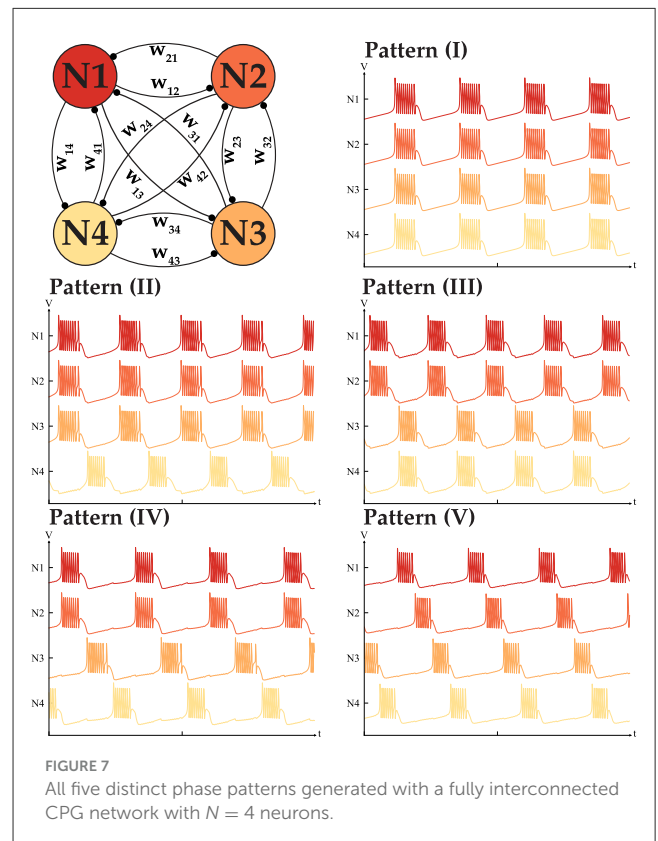 N1
N2
N3
N4
w21
w12
w24
w31
w14
w41
w13
w42
w23
w32
w34
w43
Pattern (I)
V
N1
N2
N3
N4
t
Pattern (II)
V
N1
N2
N3
N4
t
Pattern (III)
V
N1
N2
N3
N4
t
Pattern (IV)
V
N1
N2
N3
N4
t
Pattern (V)
V
N1
N2
N3
N4
t
FIGURE 7
All five distinct phase patterns generated with a fully interconnected
CPG network with N = 4 neurons.